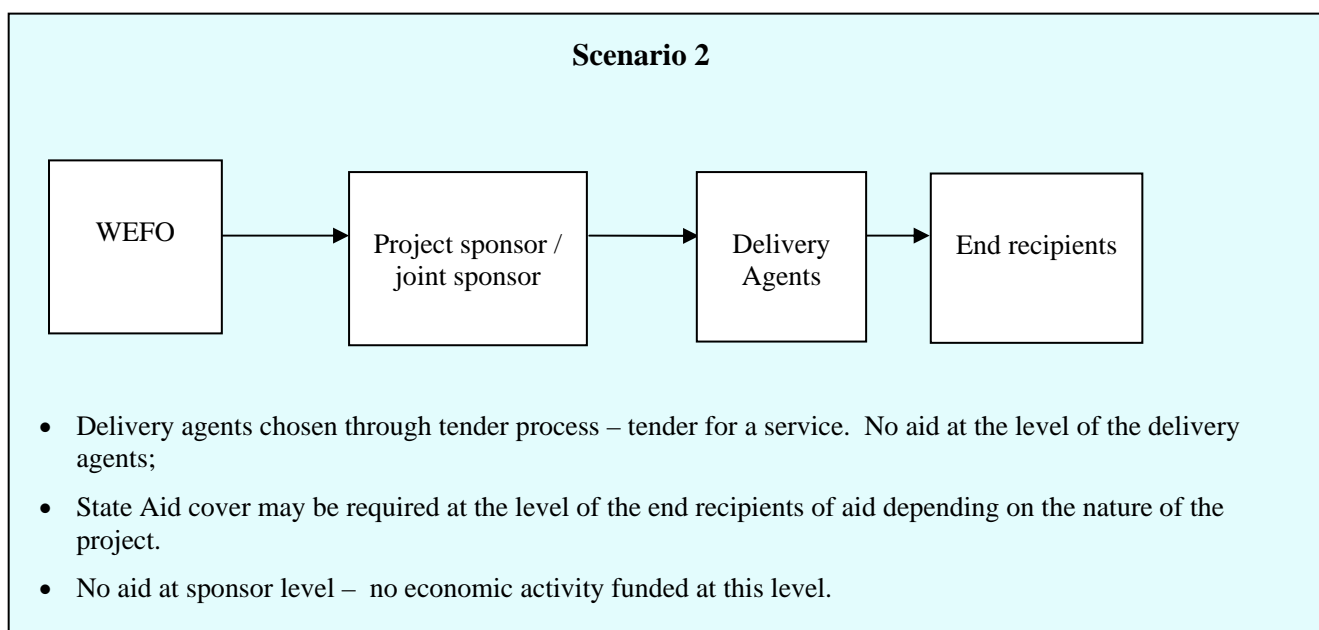 Scenario 2
WEFO
Project sponsor /
joint sponsor
Delivery
Agents
End recipients
• Delivery agents chosen through tender process – tender for a service.  No aid at the level of the delivery
agents;
• State Aid cover may be required at the level of the end recipients of aid depending on the nature of the
project.
• No aid at sponsor level –  no economic activity funded at this level.